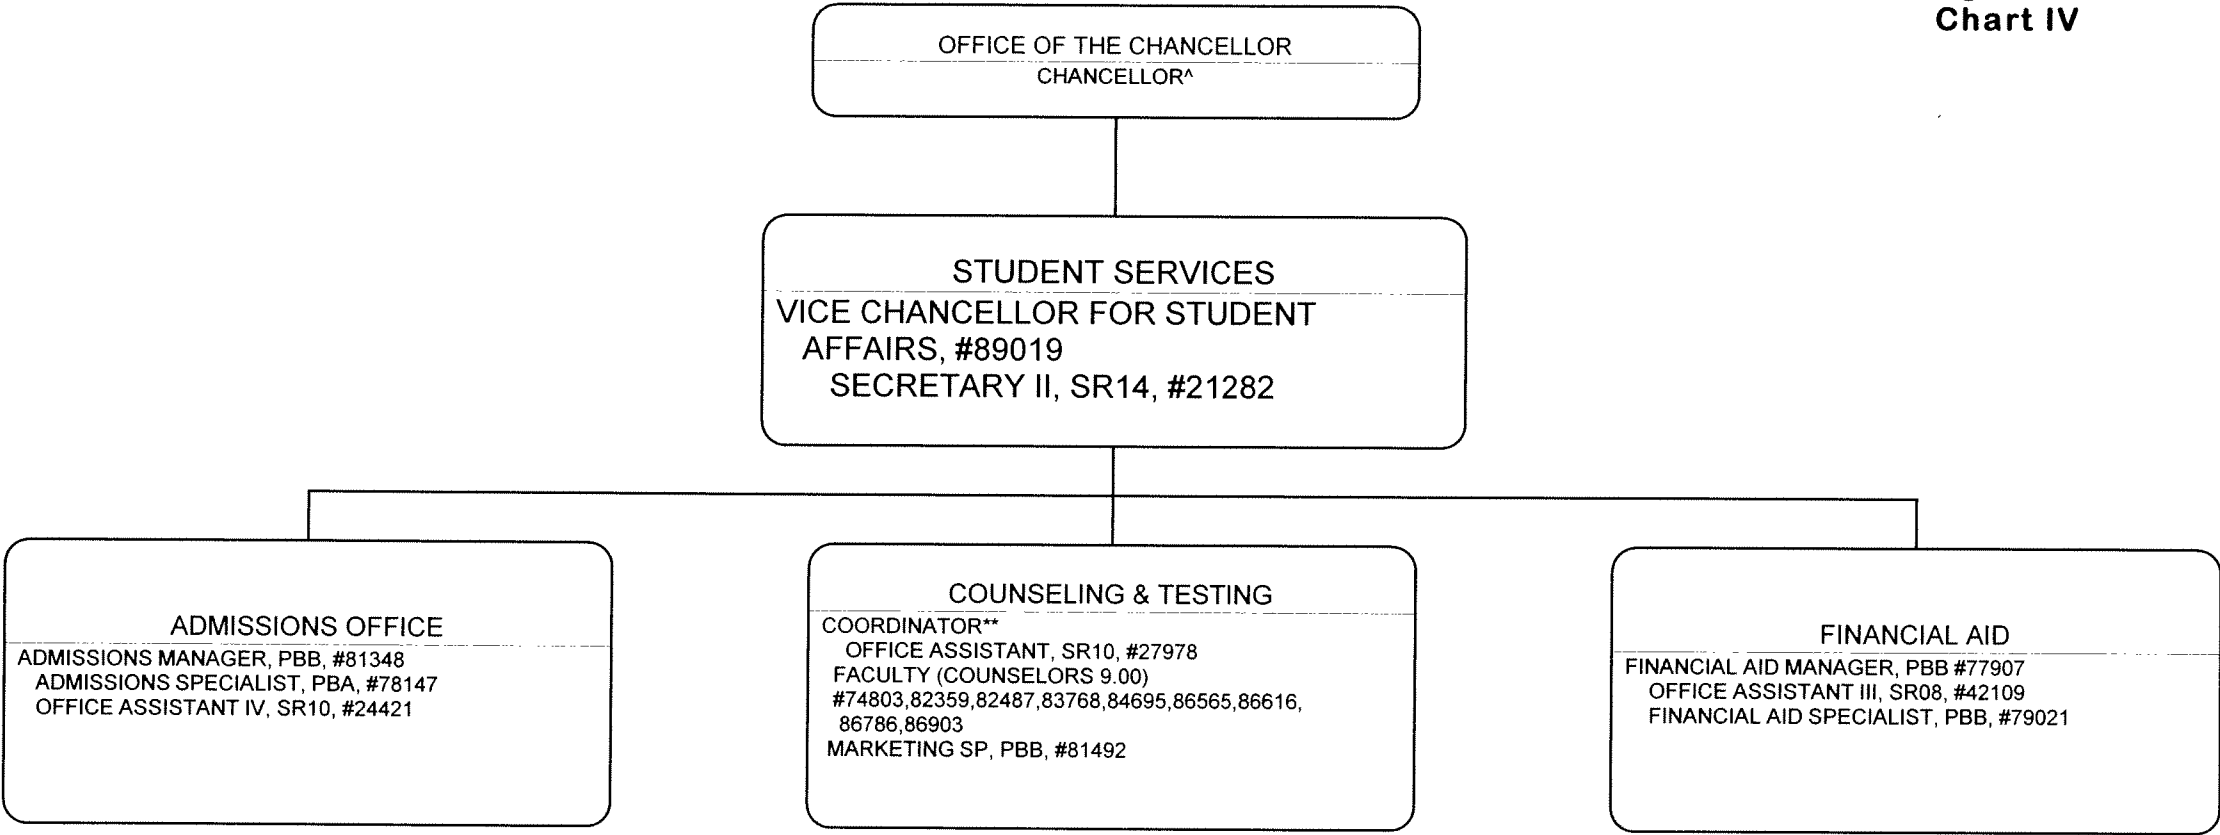 Chart IV
OFFICE OF THE CHANCELLOR
CHANCELLOR^
STUDENT SERVICES
VICE CHANCELLOR FOR STUDENT
AFFAIRS, #89019
SECRETARY II, SR14, #21282
ADMISSIONS OFFICE
ADMISSIONS MANAGER, PBB, #81348
ADMISSIONS SPECIALIST, PBA, #78147
OFFICE ASSISTANT IV, SR10, #24421
COUNSELING & TESTING
COORDINATOR**
OFFICE ASSISTANT, SR10, #27978
FACULTY (COUNSELORS 9.00)
#74803,82359,82487,83768,84695,86565,86616,
86786,86903
MARKETING SP, PBB, #81492
FINANCIAL AID
FINANCIAL AID MANAGER, PBB #77907
OFFICE ASSISTANT III, SR08, #42109
FINANCIAL AID SPECIALIST, PBB, #79021